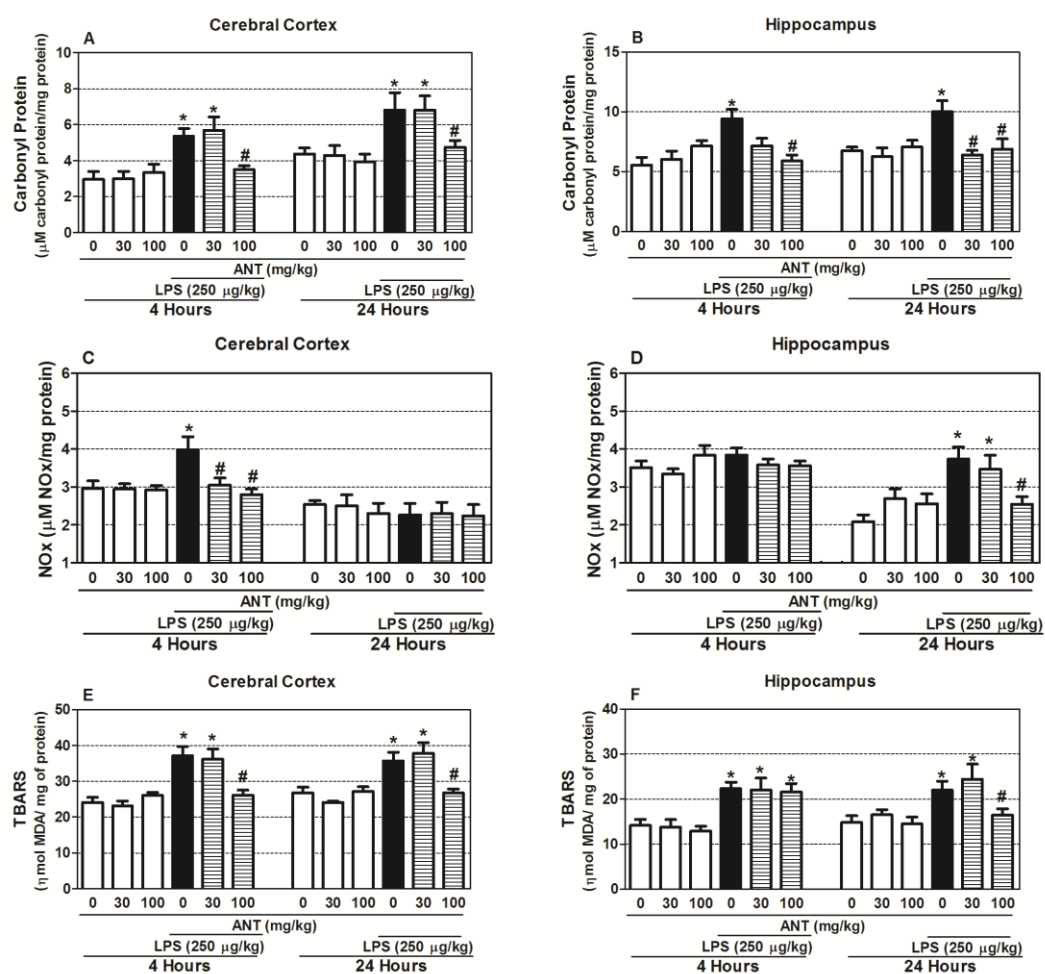 Cerebral Cortex
A
Carbonyl Protein
(μM carbonyl protein/mg protein)
10
8
6
4
2
0
* * # * * #
0 30 100 0 30 100 0 30 100 0 30 100
ANT (mg/kg)
LPS (250 μg/kg) LPS (250 μg/kg)
4 Hours 24 Hours
Hippocampus
B
Carbonyl Protein
(μM carbonyl protein/mg protein)
15
10
5
0
* # * # #
0 30 100 0 30 100 0 30 100 0 30 100
ANT (mg/kg)
LPS (250 μg/kg) LPS (250 μg/kg)
4 Hours 24 Hours
Cerebral Cortex
C
NOx (μM NOx/mg protein)
6
5
4
3
2
1
* # #
0 30 100 0 30 100 0 30 100 0 30 100
ANT (mg/kg)
LPS (250 μg/kg) LPS (250 μg/kg)
4 Hours 24 Hours
Hippocampus
D
NOx (μM NOx/mg protein)
6
5
4
3
2
1
* * #
0 30 100 0 30 100 0 30 100 0 30 100
ANT (mg/kg)
LPS (250 μg/kg) LPS (250 μg/kg)
4 Hours 24 Hours
Cerebral Cortex
E
TBARS
(ηmol MDA/ mg of protein)
50
40
30
20
10
0
* * # * * #
0 30 100 0 30 100 0 30 100 0 30 100
ANT (mg/kg)
LPS (250 μg/kg) LPS (250 μg/kg)
4 Hours 24 Hours
Hippocampus
F
TBARS
(ηmol MDA/ mg of protein)
40
30
20
10
0
* * * * * #
0 30 100 0 30 100 0 30 100 0 30 100
ANT (mg/kg)
LPS (250 μg/kg) LPS (250 μg/kg)
4 Hours 24 Hours